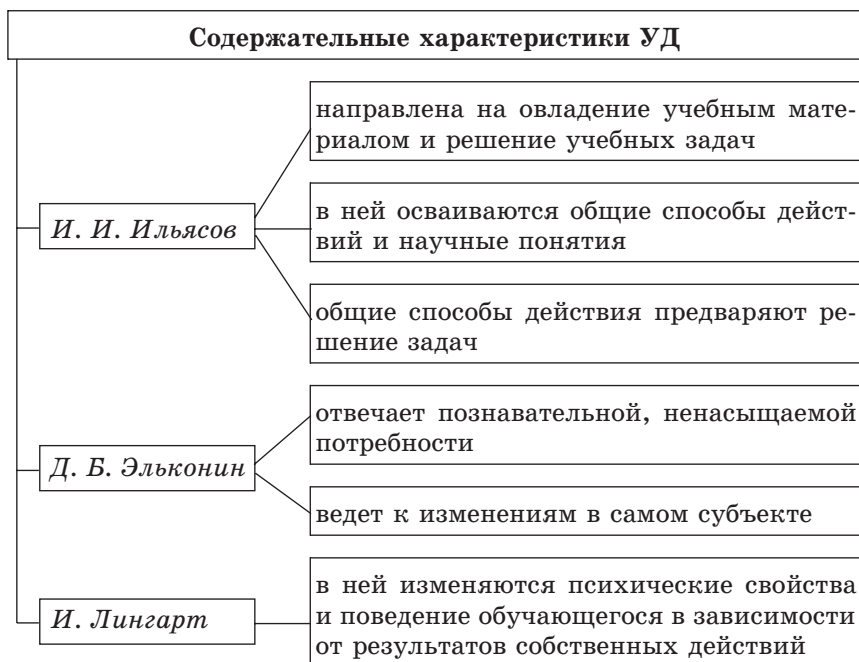 Содержательные характеристики УД
И. И. Ильясов
направлена на овладение учебным мате-
риалом и решение учебных задач
в ней осваиваются общие способы дейст-
вий и научные понятия
общие способы действия предваряют ре-
шение задач
Д. Б. Эльконин
отвечает познавательной, ненасыщаемой
потребности
ведет к изменениям в самом субъекте
И. Лингарт
в ней изменяются психические свойства
и поведение обучающегося в зависимости
от результатов собственных действий